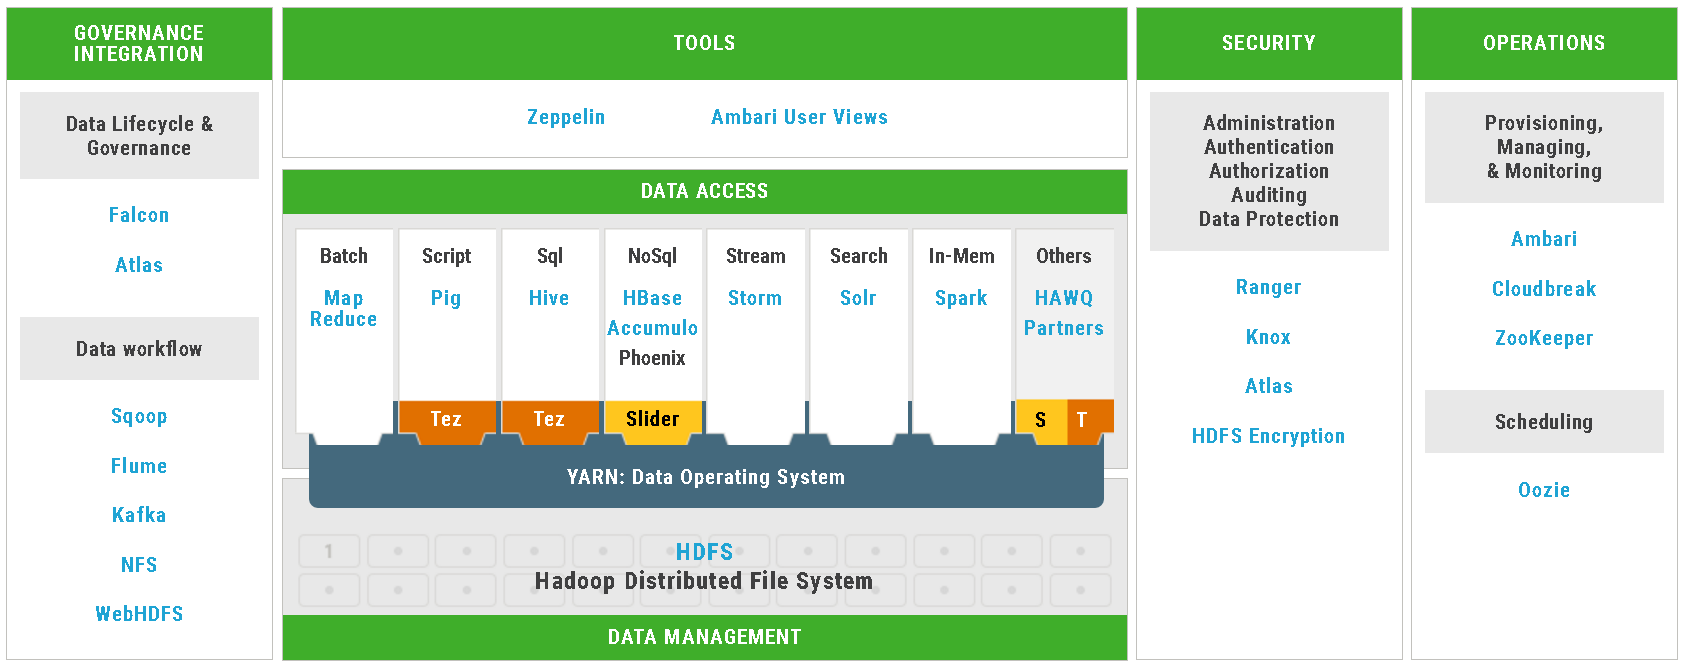 GOVERNANCE
INTEGRATION
Data Lifecycle &
Governance
Falcon
Atlas
Data workflow
Sqoop
Flume
Kafka
NFS
WebHDFS
TOOLS
Zeppelin
Ambari User Views
DATA ACCESS
Batch
Map
Reduce
Script
Pig
Tez
Sql
Hive
Tez
NoSql
HBase
Accumulo
Phoenix
Slider
Stream
Storm
Search
Solr
In-Mem
Spark
Others
HAWQ
Partners
S
T
YARN: Data Operating System
1
HDFS
Hadoop Distributed File System
DATA MANAGEMENT
SECURITY
Administration
Authentication
Authorization
Auditing
Data Protection
Ranger
Knox
Atlas
HDFS Encryption
OPERATIONS
Provisioning,
Managing,
& Monitoring
Ambari
Cloudbreak
ZooKeeper
Scheduling
Oozie